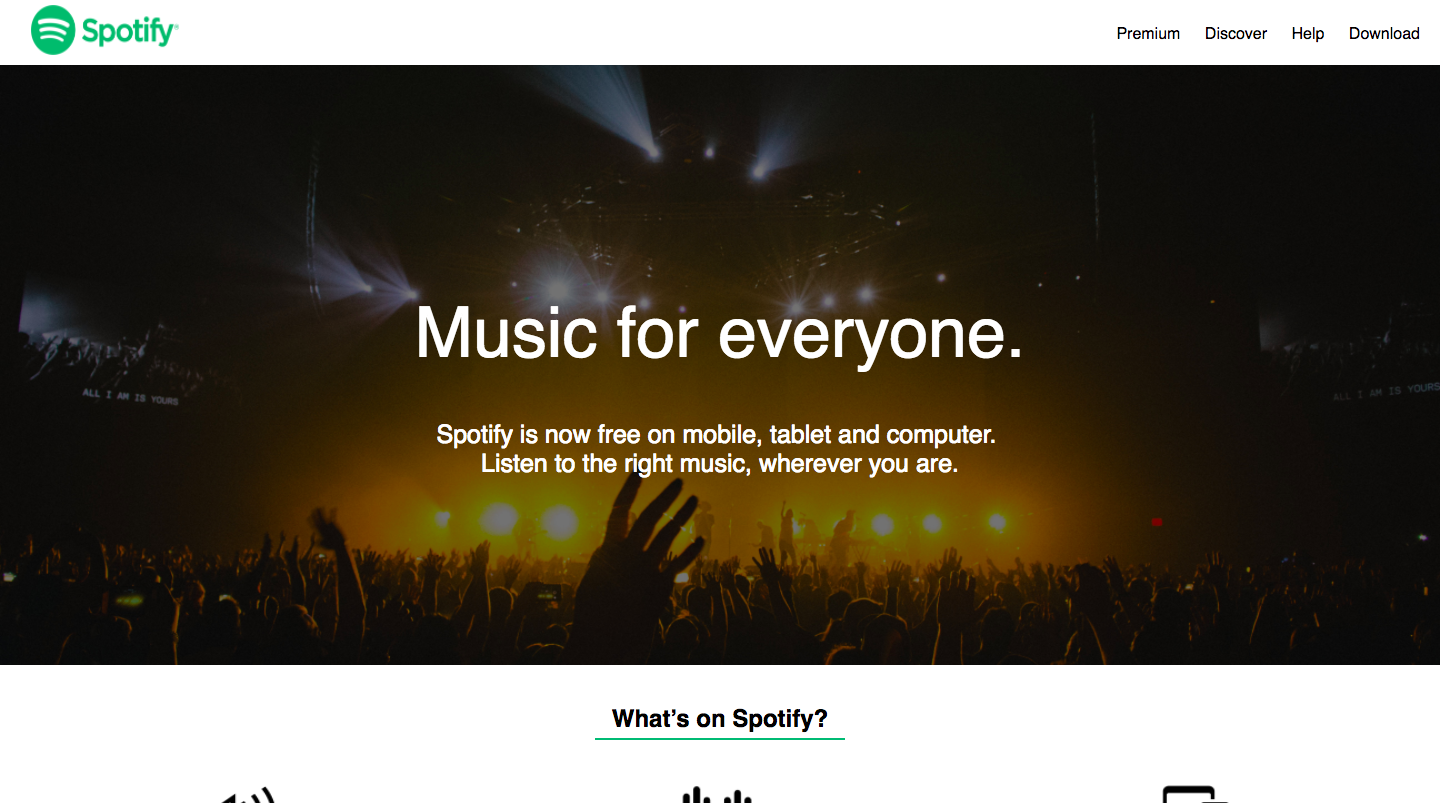 Spotify®
Premium Discover Help Download
Music for everyone.
ALL I AM IS YOURS
ALL I AM IS YOURS
Spotify is now free on mobile, tablet and computer.
Listen to the right music, wherever you are.
What’s on Spotify?